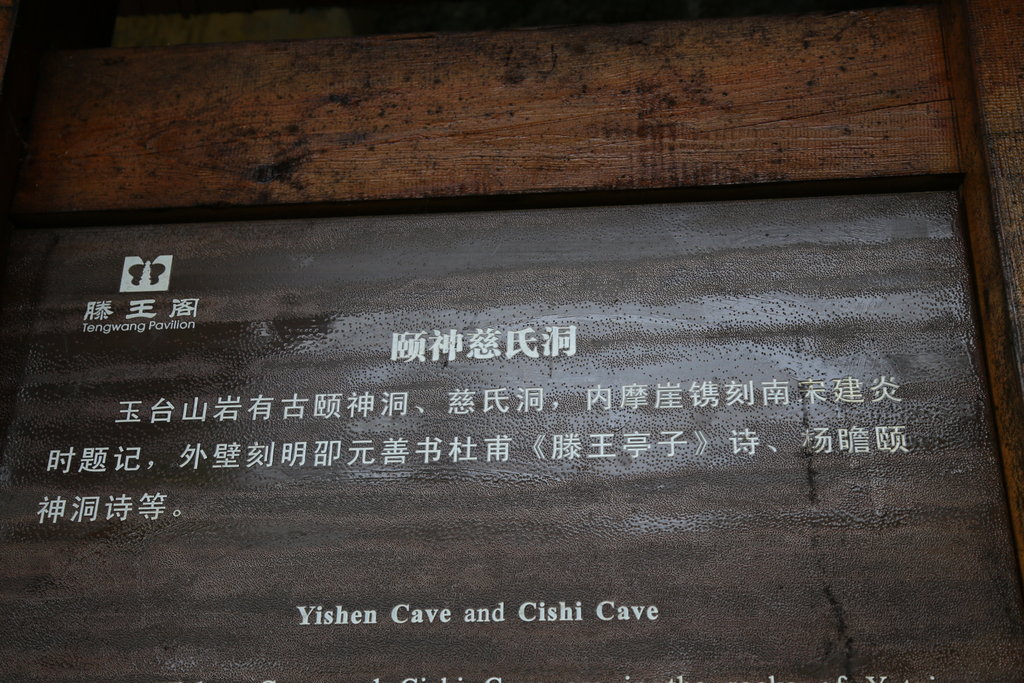 滕王阁
Tengwang Pavilion
颐神慈氏洞
玉台山岩有古颐神洞、慈氏洞，内摩崖镌刻南宋建炎
时题记，外壁刻明邵元善书杜甫《滕王亭子》诗、杨瞻颐
神洞诗等。
Yishen Cave and Cishi Cave